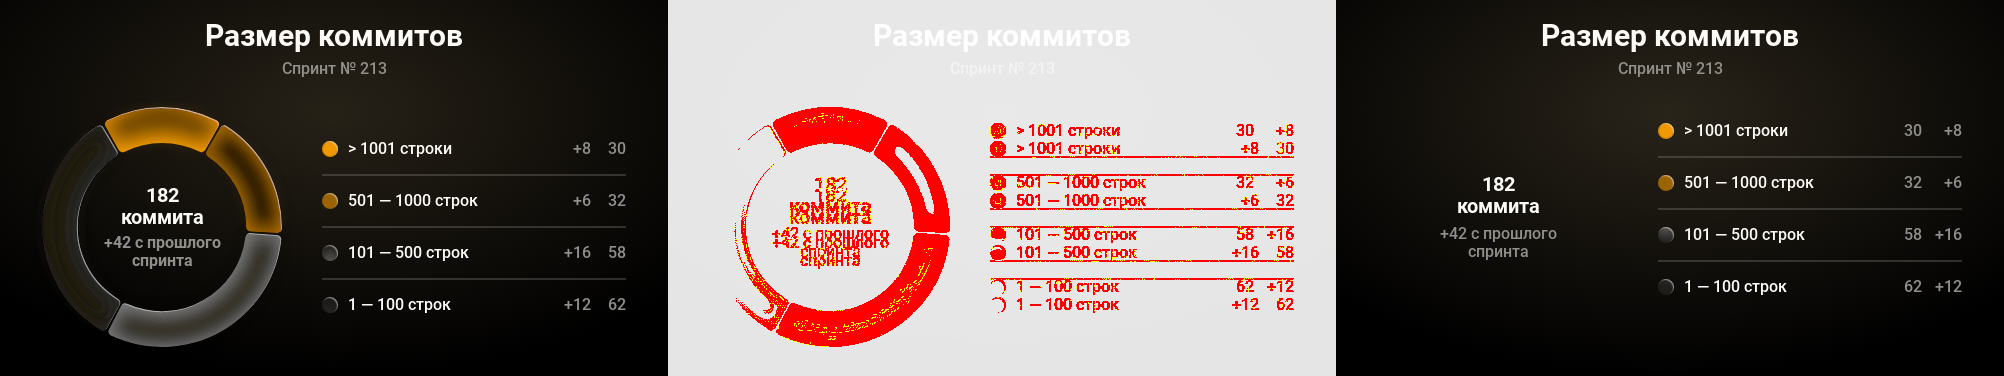 Размер коммитов
Спринт № 213
182
коммита
+42 с прошлого
спринта
> 1001 строки +8 30
501 — 1000 строк +6 32
101 — 500 строк +16 58
1 — 100 строк +12 62
Размер коммитов
Спринт № 213
182
коммита
+42 с прошлого
спринта
> 1001 строки 30 +8
> 1001 строки +8 30
501 — 1000 строк 32 +6
501 — 1000 строк +6 32
101 — 500 строк 58 +16
101 — 500 строк +16 58
1 — 100 строк 62 +12
1 — 100 строк +12 62
Размер коммитов
Спринт № 213
182
коммита
+42 с прошлого
спринта
> 1001 строки 30 +8
501 — 1000 строк 32 +6
101 — 500 строк 58 +16
1 — 100 строк 62 +12